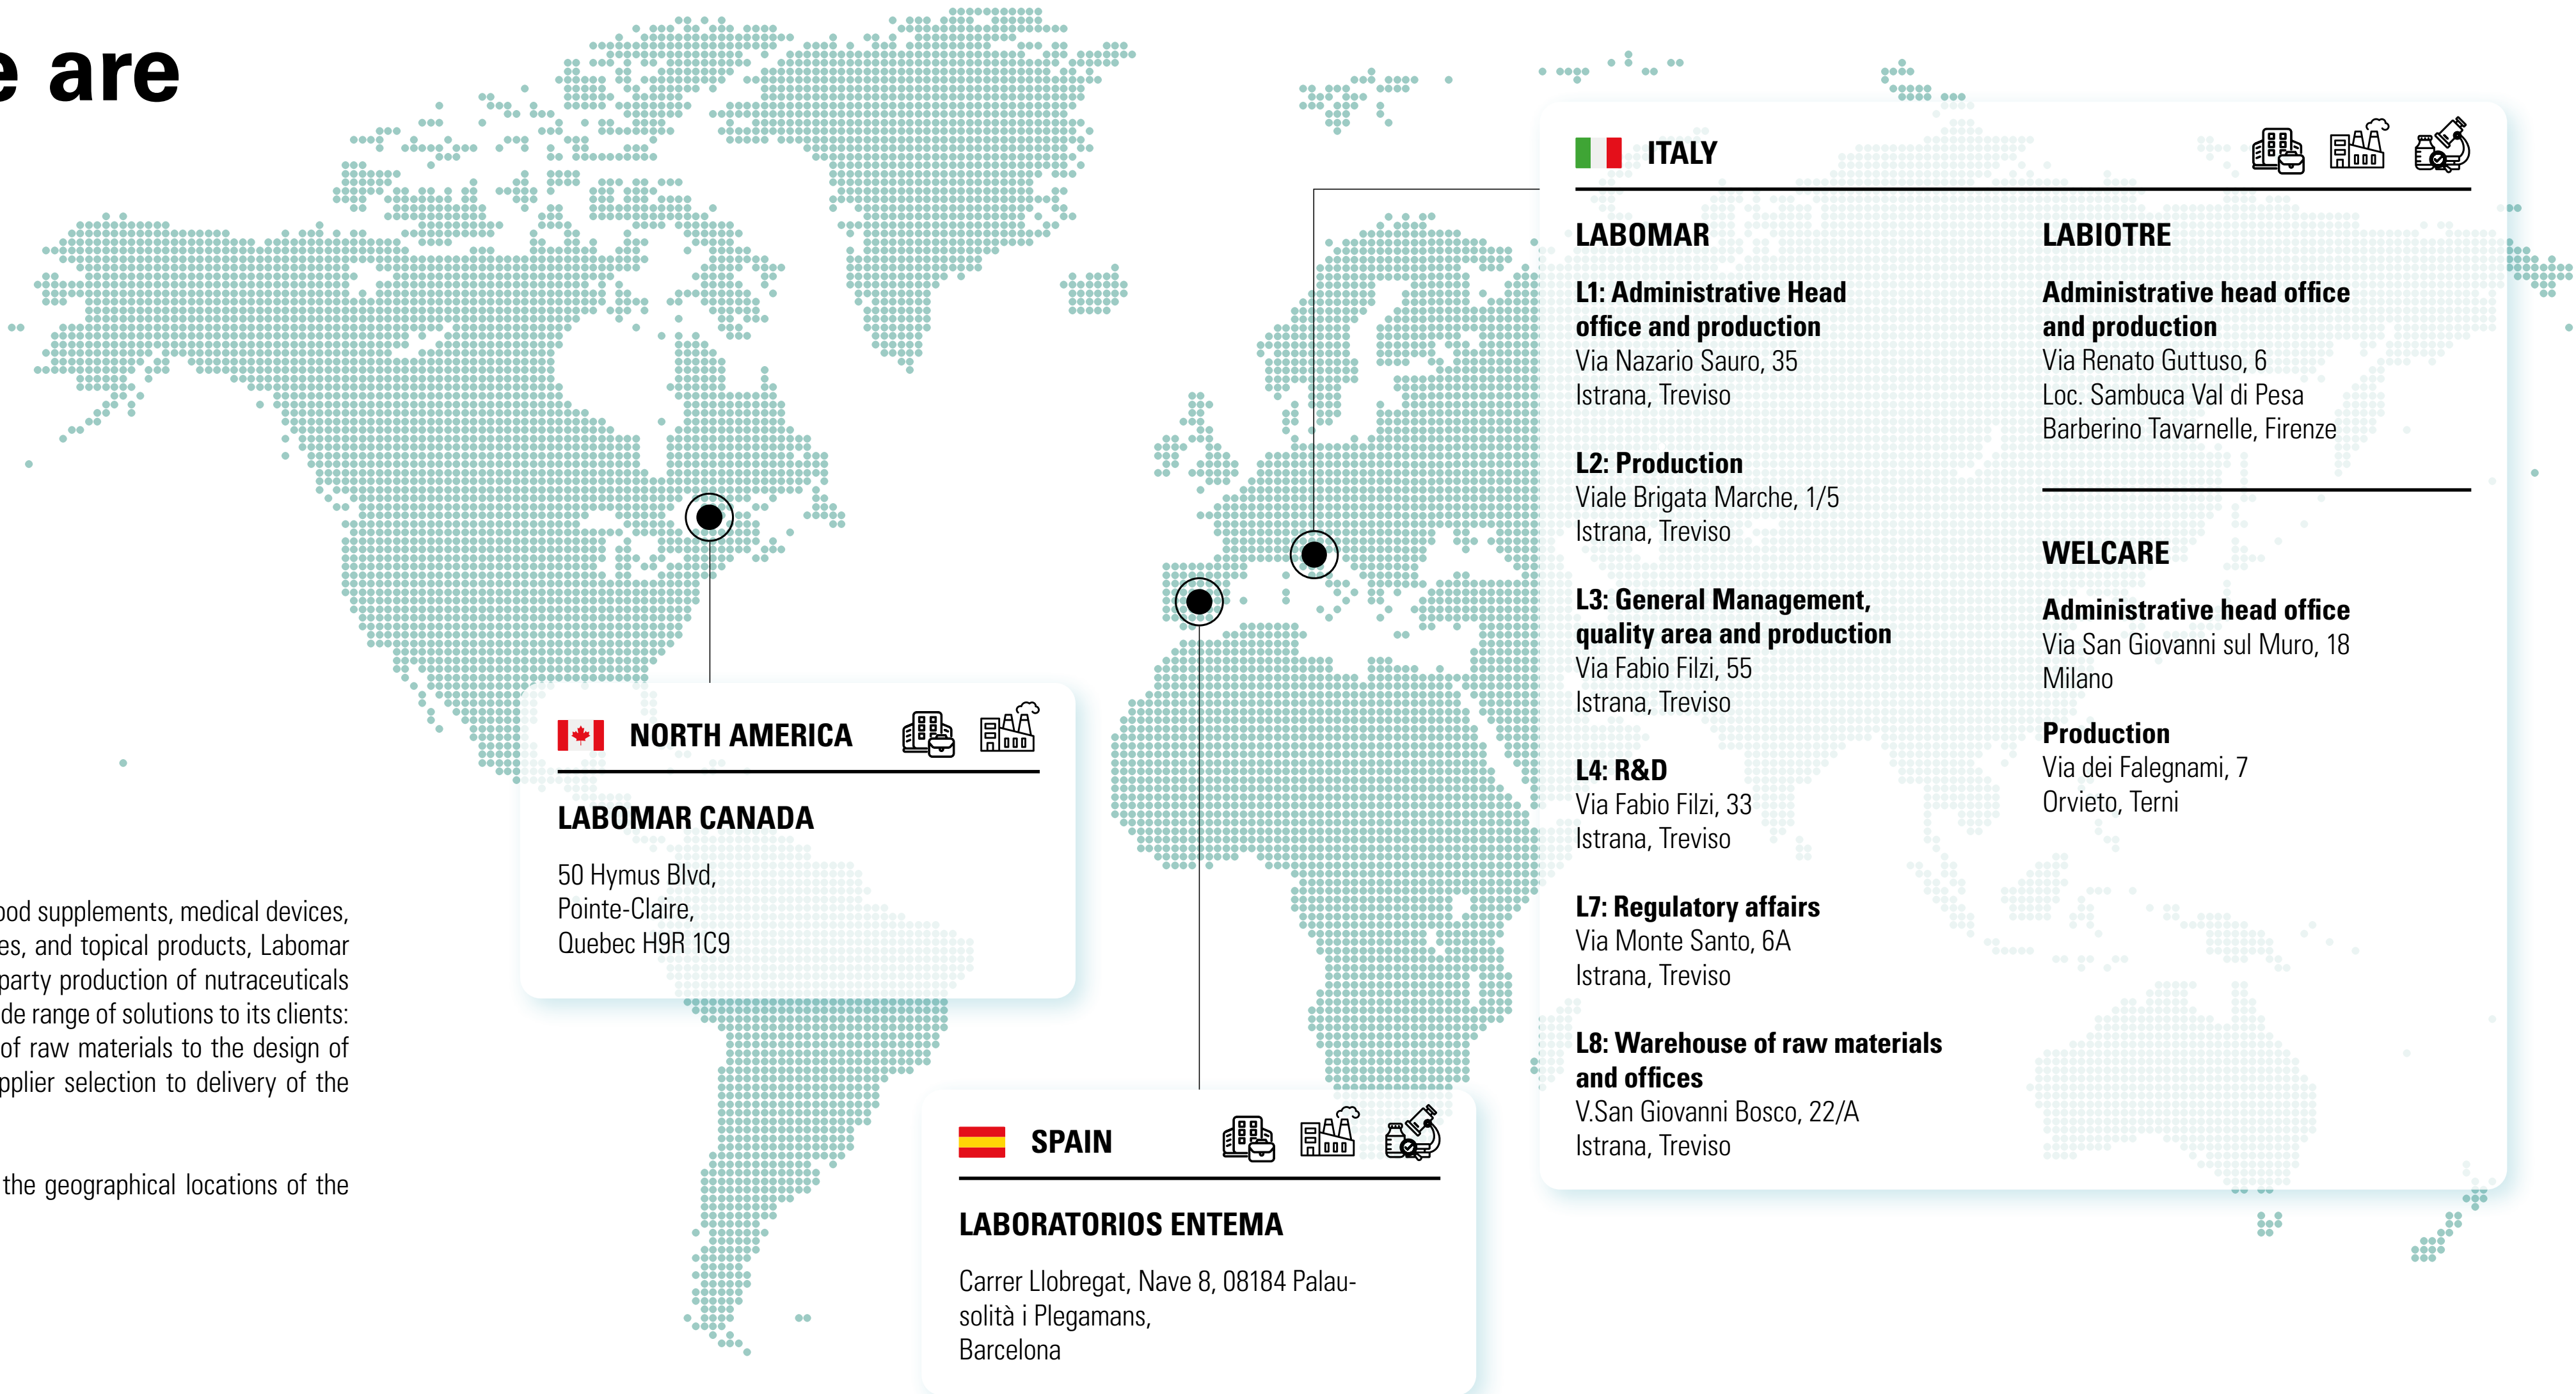 e are
ood supplements, medical devices,
es, and topical products, Labomar
party production of nutraceuticals
de range of solutions to its clients:
of raw materials to the design of
pplier selection to delivery of the
the geographical locations of the
NORTH AMERICA
LABOMAR CANADA
50 Hymus Blvd,
Pointe-Claire,
Quebec H9R 1C9
SPAIN
LABORATORIOS ENTEMA
Carrer Llobregat, Nave 8, 08184 Palau-
solità i Plegamans,
Barcelona
ITALY
LABOMAR
L1: Administrative Head
office and production
Via Nazario Sauro, 35
Istrana, Treviso
L2: Production
Viale Brigata Marche, 1/5
Istrana, Treviso
L3: General Management,
quality area and production
Via Fabio Filzi, 55
Istrana, Treviso
L4: R&D
Via Fabio Filzi, 33
Istrana, Treviso
L7: Regulatory affairs
Via Monte Santo, 6A
Istrana, Treviso
L8: Warehouse of raw materials
and offices
V.San Giovanni Bosco, 22/A
Istrana, Treviso
LABIOTRE
Administrative head office
and production
Via Renato Guttuso, 6
Loc. Sambuca Val di Pesa
Barberino Tavarnelle, Firenze
WELCARE
Administrative head office
Via San Giovanni sul Muro, 18
Milano
Production
Via dei Falegnami, 7
Orvieto, Terni